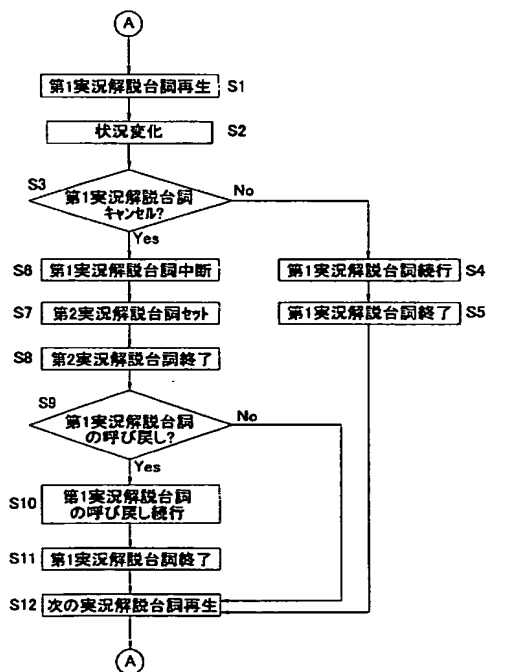 A
第1実況解説台詞再生 S1
状況変化 S2
S3
第1実況解説台詞
キャンセル?
No
Yes
S6 第1実況解説台詞中断
第1実況解説台詞続行 S4
S7 第2実況解説台詞セット
第1実況解説台詞終了 S5
S8 第2実況解説台詞終了
S9
第1実況解説台詞
の呼び戻し?
No
Yes
S10
第1実況解説台詞
の呼び戻し続行
S11 第1実況解説台詞終了
S12 次の実況解説台詞再生
A